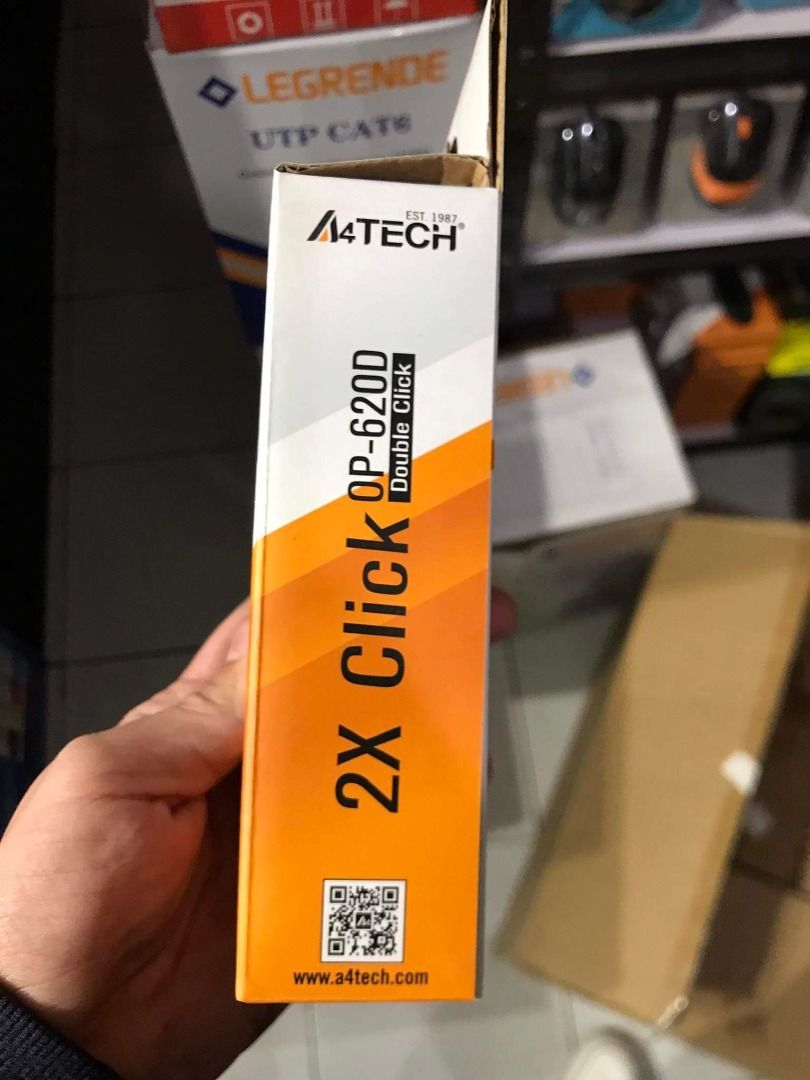 LEGRENDE
UTP CAT6
EST. 1987
A4TECH®
2X Click OP-620D
Double Click
www.a4tech.com